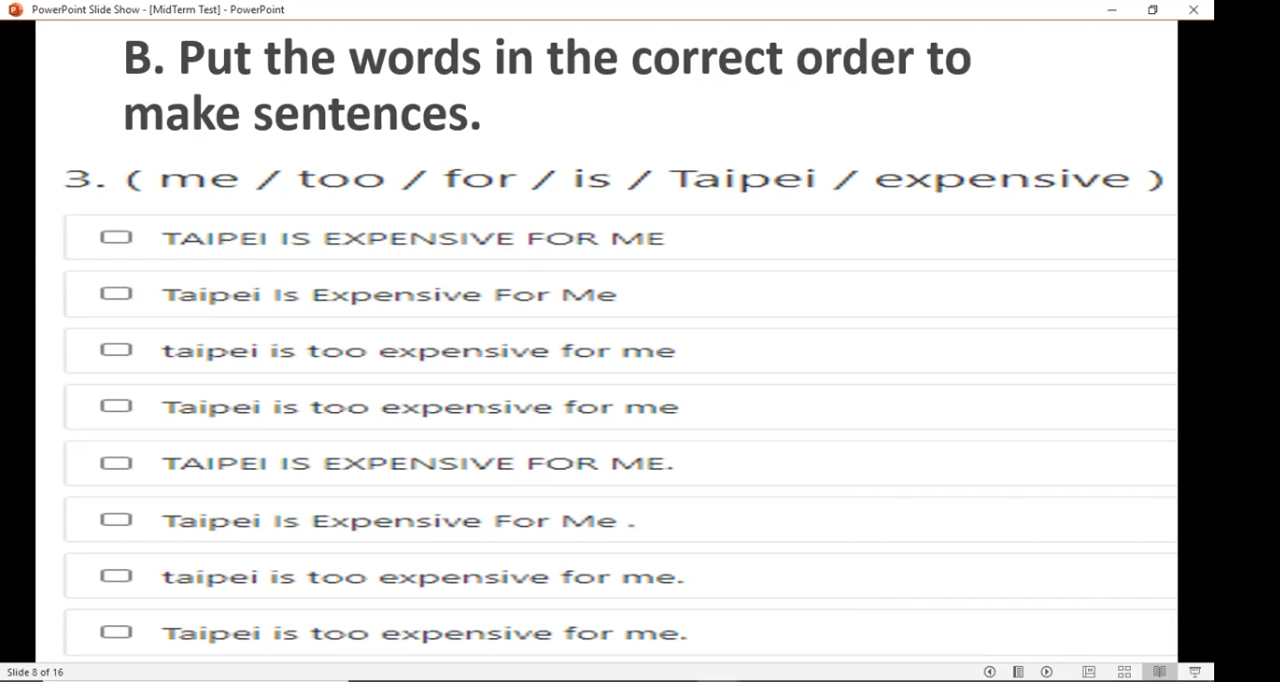 PowerPoint Slide Show - [MidTerm Test] - PowerPoint
B. Put the words in the correct order to
make sentences.
3. ( me / too / for / is / Taipei / expensive )
TAIPEI IS EXPENSIVE FOR ME
Taipei Is Expensive For Me
taipei is too expensive for me
Taipei is too expensive for me
TAIPEI IS EXPENSIVE FOR ME.
Taipei Is Expensive For Me .
taipei is too expensive for me.
Taipei is too expensive for me.
Slide 8 of 16